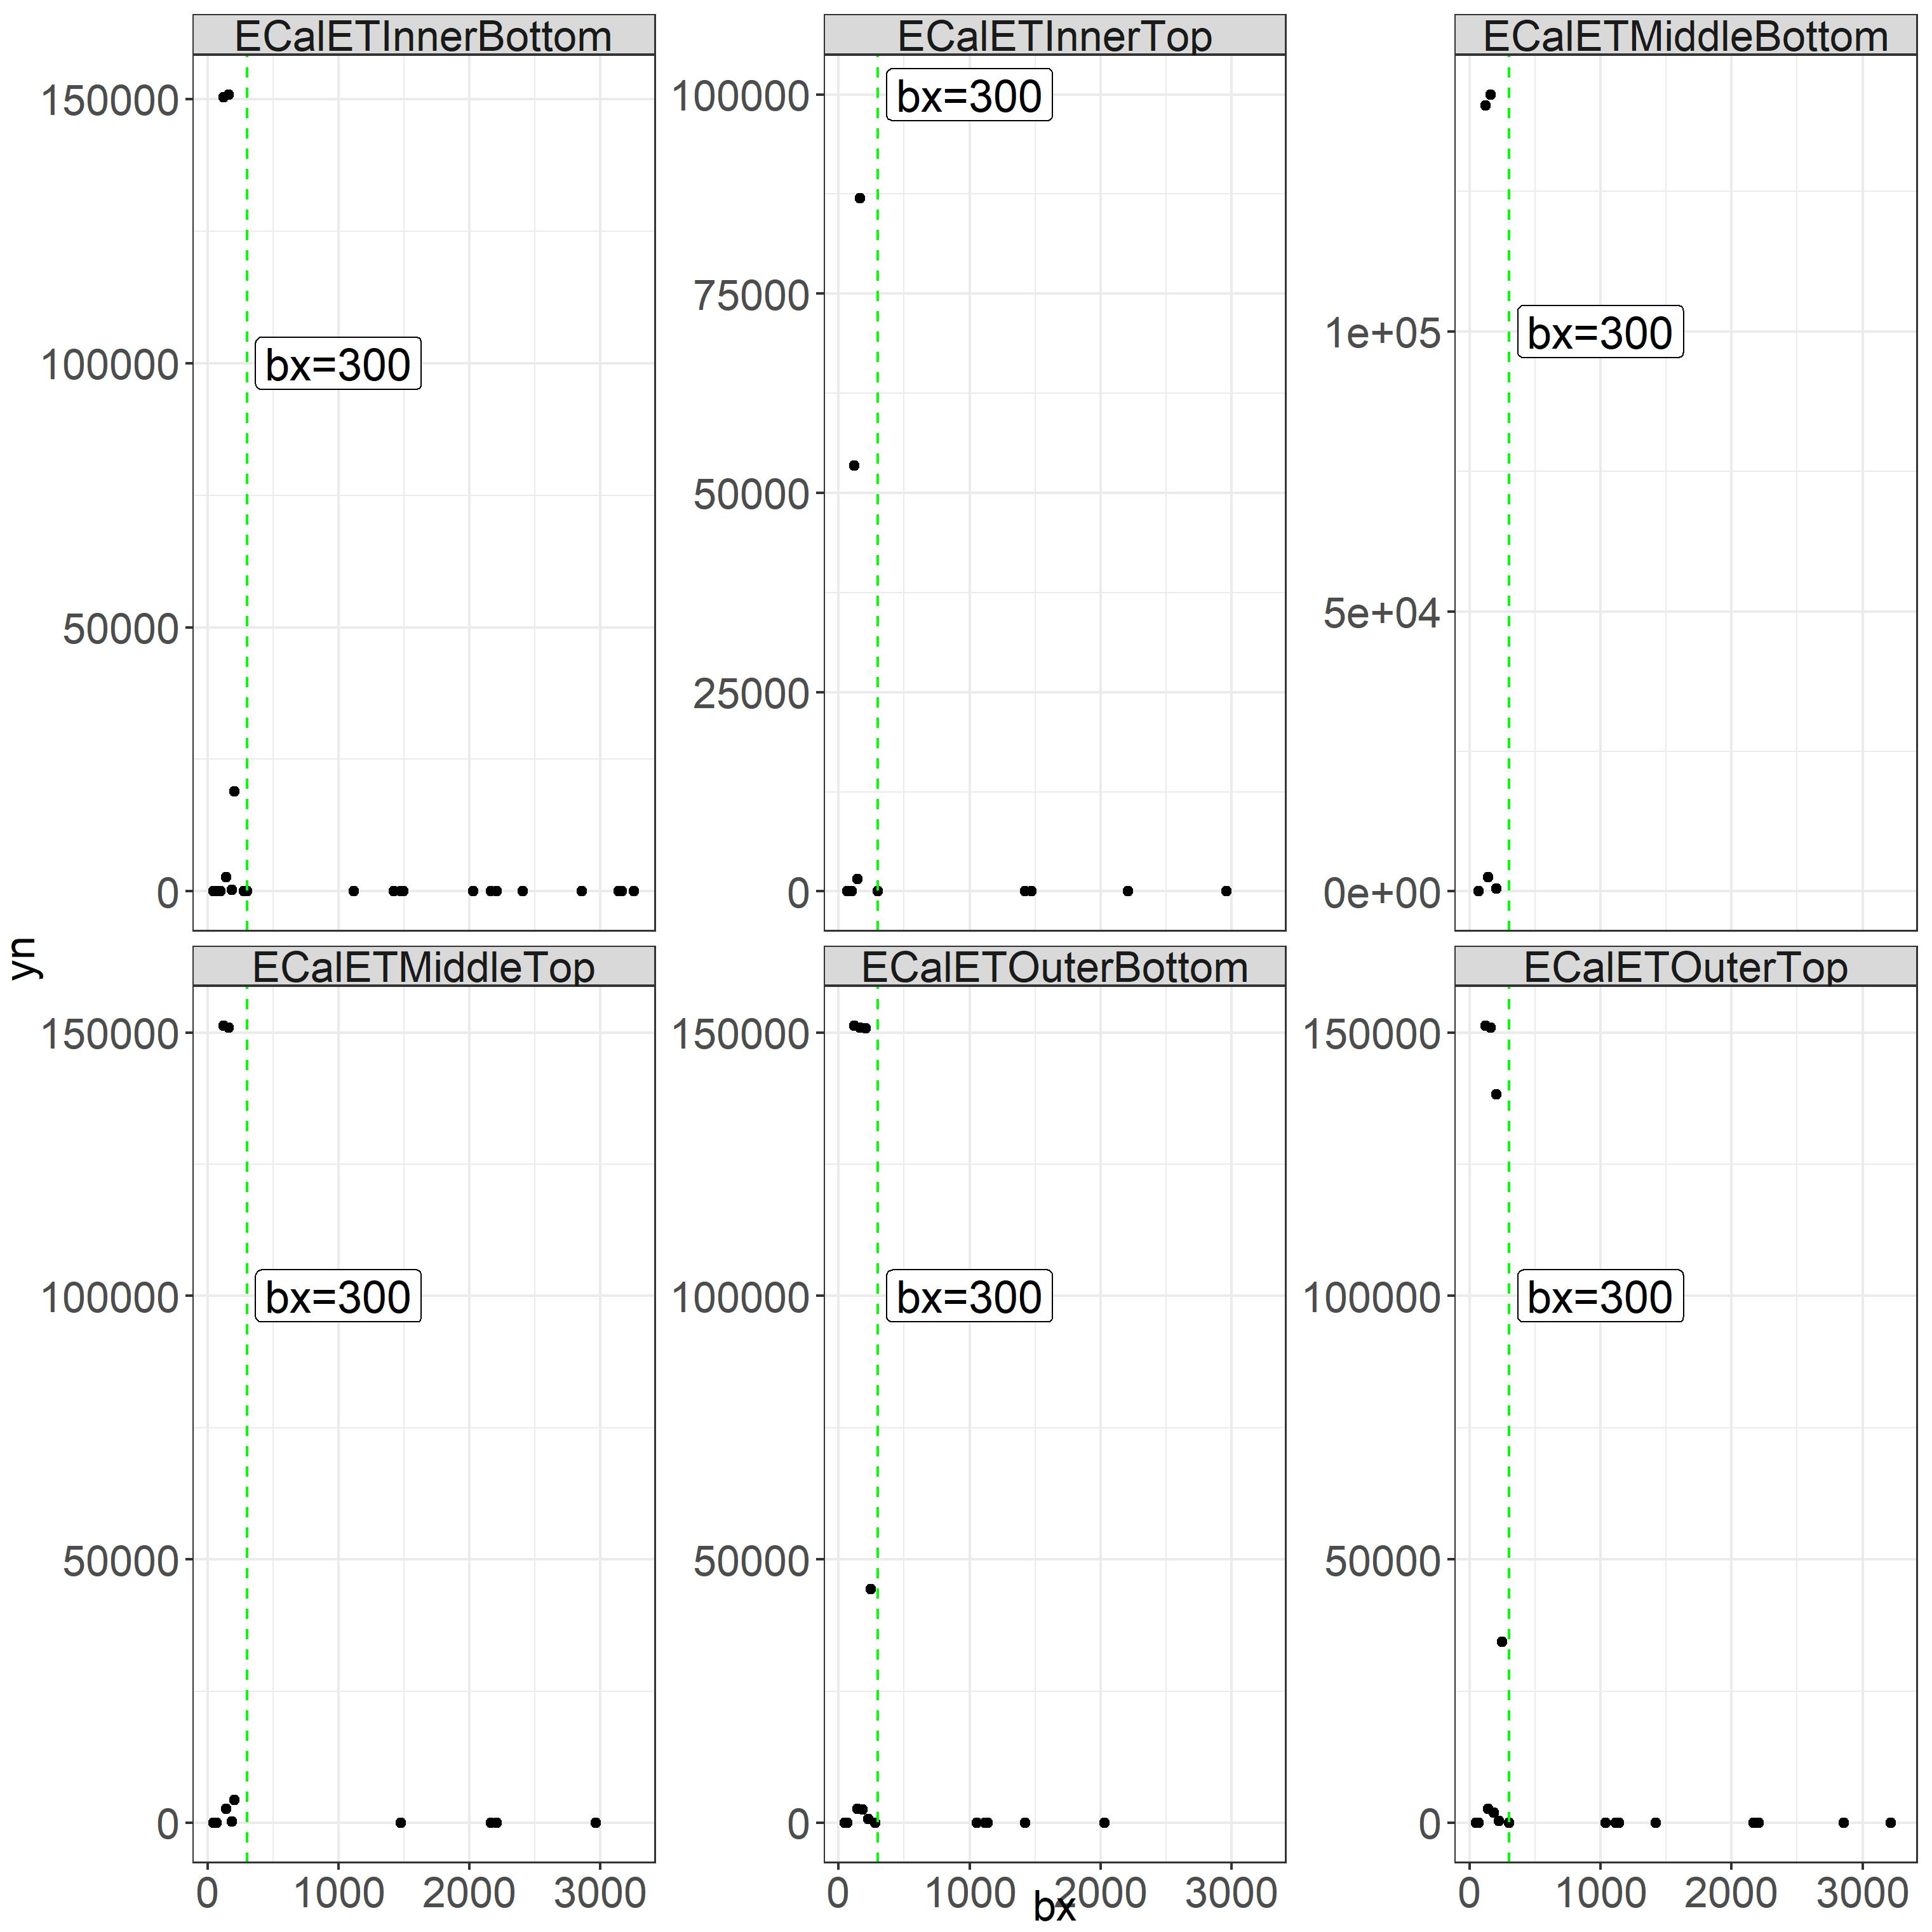 ECalETInnerBottom
ECalETInnerTop
ECalETMiddleBottom
150000
100000
50000
0
bx=300
100000
75000
50000
25000
0
bx=300
1e+05
5e+04
0e+00
bx=300
yn
ECalETMiddleTop
ECalETOuterBottom
ECalETOuterTop
150000
100000
50000
0
bx=300
150000
100000
50000
0
bx=300
150000
100000
50000
0
bx=300
0 1000 2000 3000
0 1000 2000 3000
0 1000 2000 3000
bx